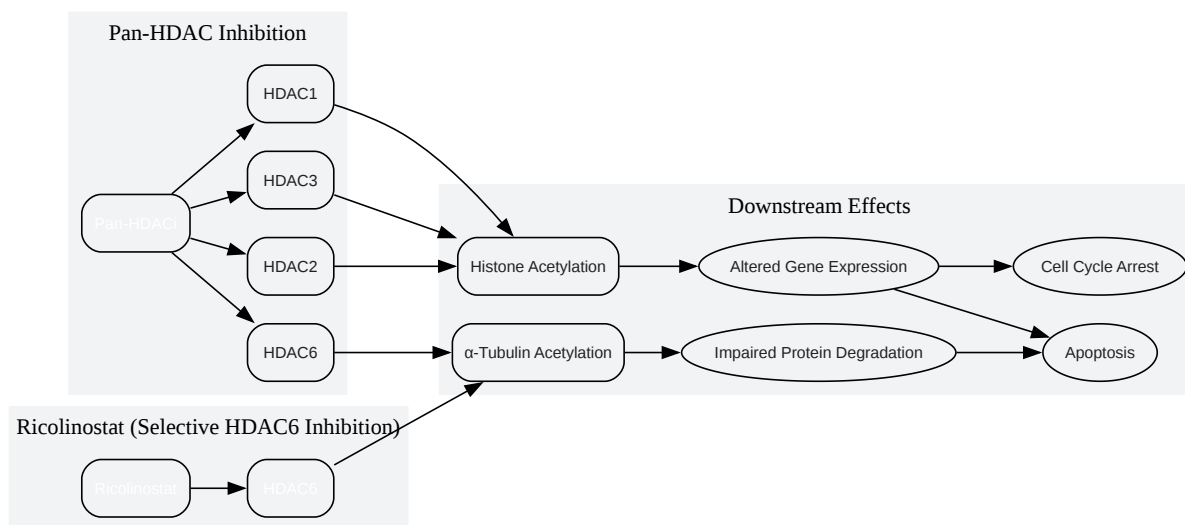 Pan-HDAC Inhibition
HDAC1
HDAC3
Pan-HDACi
HDAC2
HDAC6
Downstream Effects
Histone Acetylation
Altered Gene Expression
Cell Cycle Arrest
α-Tubulin Acetylation
Impaired Protein Degradation
Apoptosis
Ricolinostat (Selective HDAC6 Inhibition)
Ricolinostat
HDAC6